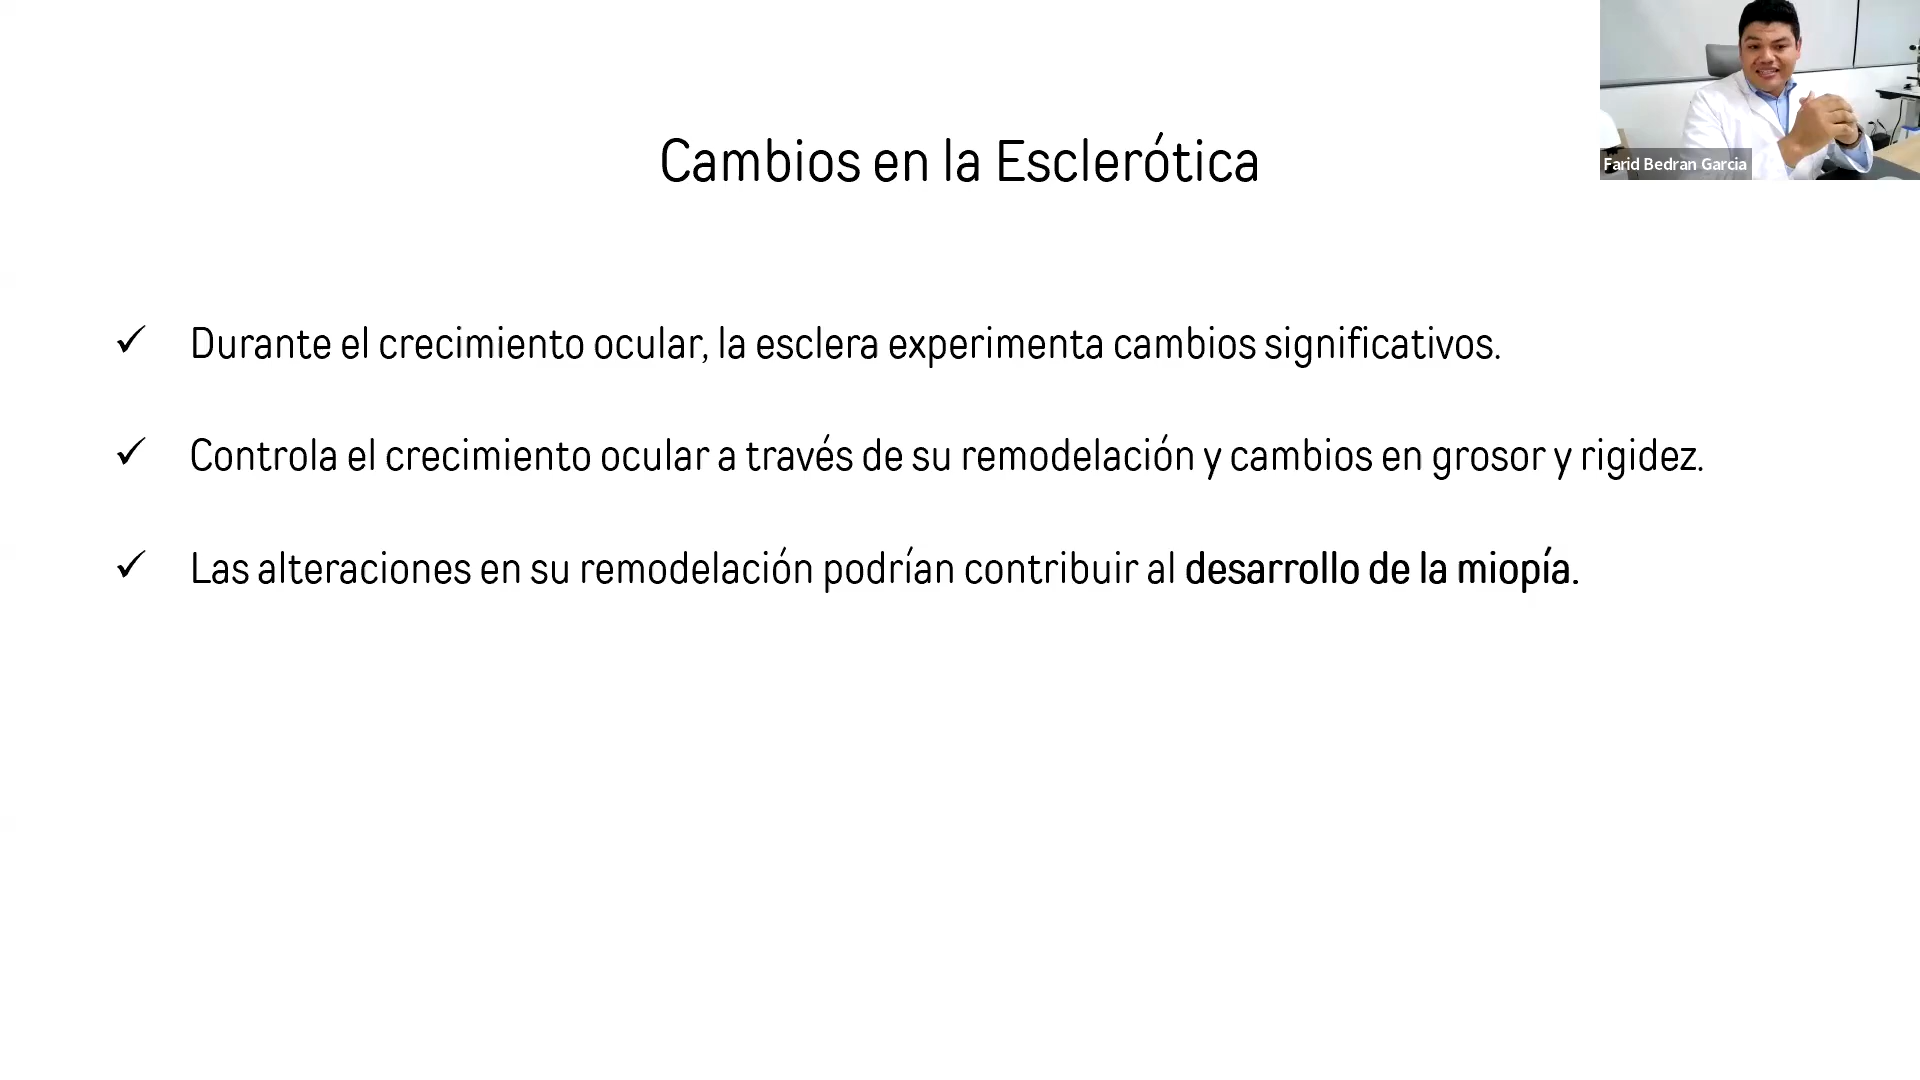 Cambios en la Esclerótica
Farid Bedran Garcia
Durante el crecimiento ocular, la esclera experimenta cambios significativos.
Controla el crecimiento ocular a través de su remodelación y cambios en grosor y rigidez.
Las alteraciones en su remodelación podrían contribuir al desarrollo de la miopía.